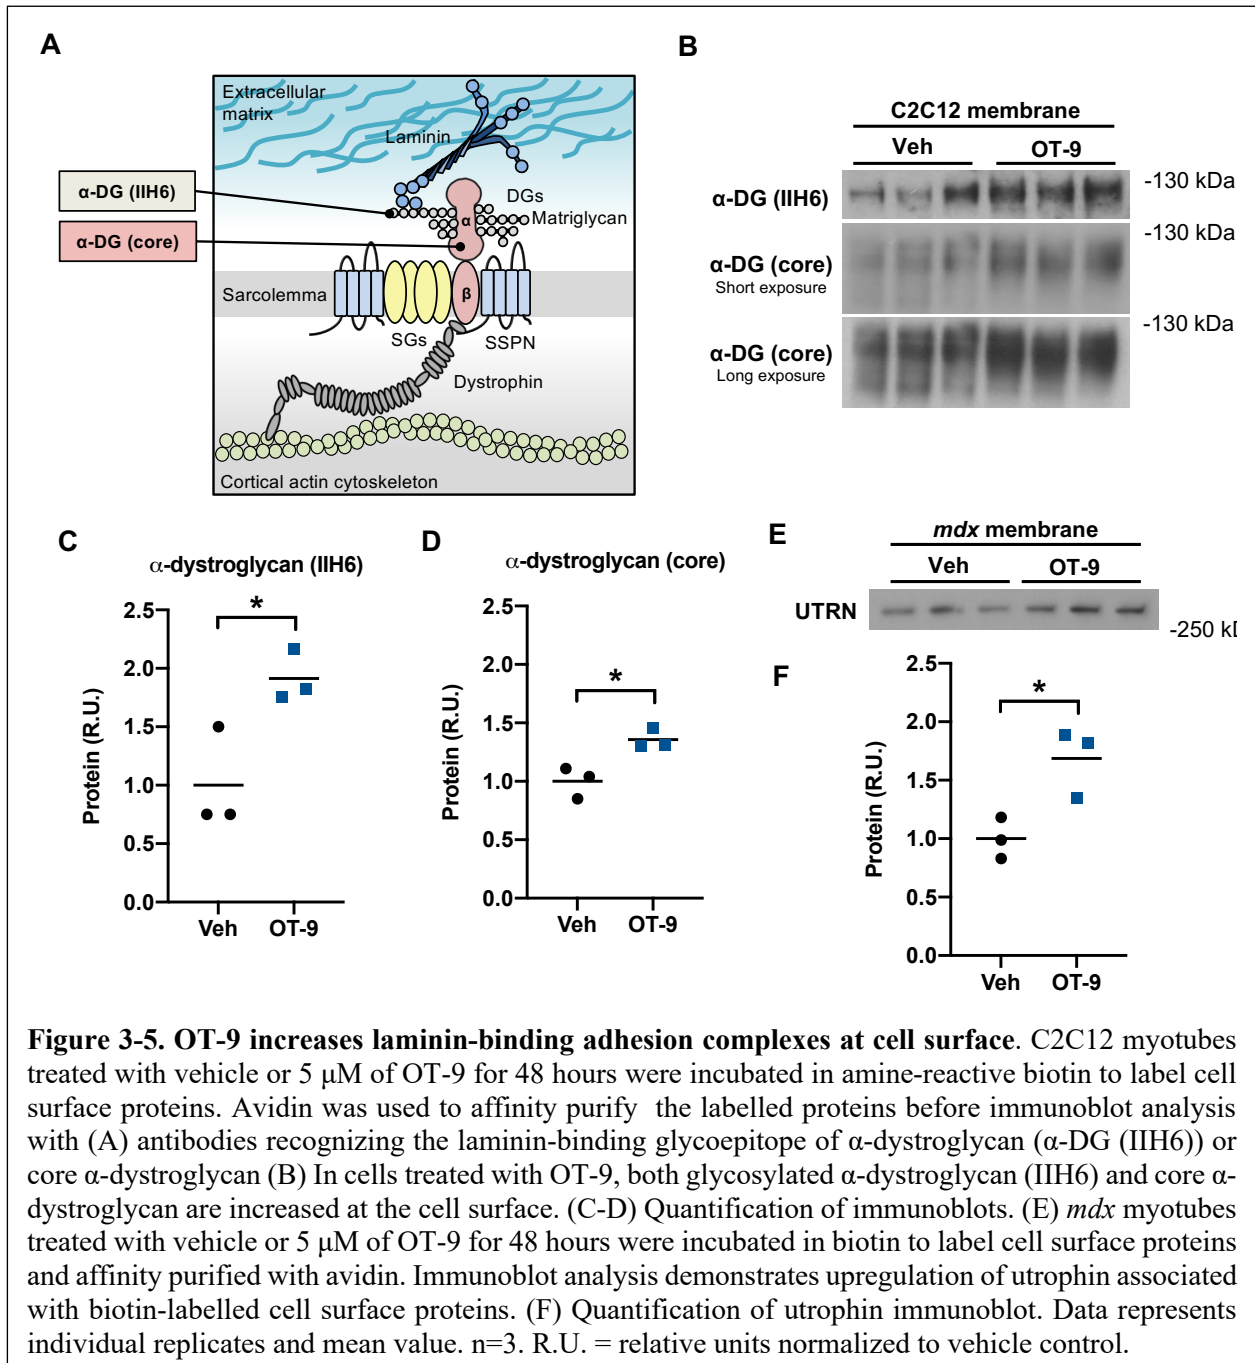 A
Extracellular
matrix
Laminin
α-DG (IIH6)
DGs
Matriglycan
α
α-DG (core)
Sarcolemma
β
SGs
SSPN
Dystrophin
Cortical actin cytoskeleton
B
C2C12 membrane
Veh OT-9
α-DG (IIH6)
-130 kDa
-130 kDa
α-DG (core)
Short exposure
-130 kDa
α-DG (core)
Long exposure
C
α-dystroglycan (IIH6)
2.5
2.0
1.5
1.0
0.5
0.0
Protein (R.U.)
*
Veh OT-9
D
α-dystroglycan (core)
2.5
2.0
1.5
1.0
0.5
0.0
Protein (R.U.)
*
Veh OT-9
E
mdx membrane
Veh OT-9
UTRN
-250 kD
F
2.5
2.0
1.5
1.0
0.5
0.0
Protein (R.U.)
*
Veh OT-9
Figure 3-5. OT-9 increases laminin-binding adhesion complexes at cell surface. C2C12 myotubes
treated with vehicle or 5 μM of OT-9 for 48 hours were incubated in amine-reactive biotin to label cell
surface proteins. Avidin was used to affinity purify the labelled proteins before immunoblot analysis
with (A) antibodies recognizing the laminin-binding glycoepitope of α-dystroglycan (α-DG (IIH6)) or
core α-dystroglycan (B) In cells treated with OT-9, both glycosylated α-dystroglycan (IIH6) and core α-
dystroglycan are increased at the cell surface. (C-D) Quantification of immunoblots. (E) mdx myotubes
treated with vehicle or 5 μM of OT-9 for 48 hours were incubated in biotin to label cell surface proteins
and affinity purified with avidin. Immunoblot analysis demonstrates upregulation of utrophin associated
with biotin-labelled cell surface proteins. (F) Quantification of utrophin immunoblot. Data represents
individual replicates and mean value. n=3. R.U. = relative units normalized to vehicle control.